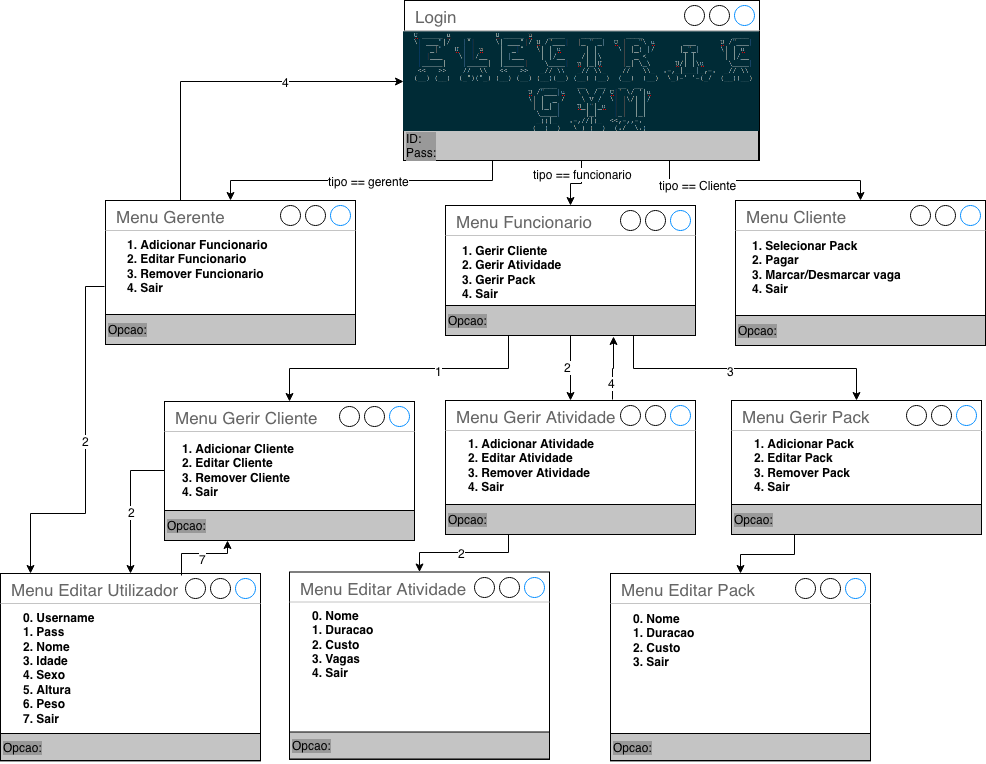 Login
ELECTR AG
GYM
ID:
Pass:
4
tipo == gerente
tipo == funcionario
tipo == Cliente
Menu Gerente
1. Adicionar Funcionario
2. Editar Funcionario
3. Remover Funcionario
4. Sair
Opcao:
Menu Funcionario
1. Gerir Cliente
2. Gerir Atividade
3. Gerir Pack
4. Sair
Opcao:
Menu Cliente
1. Selecionar Pack
2. Pagar
3. Marcar/Desmarcar vaga
4. Sair
Opcao:
1
2
4
3
2
Menu Gerir Cliente
1. Adicionar Cliente
2. Editar Cliente
3. Remover Cliente
4. Sair
Opcao:
Menu Gerir Atividade
1. Adicionar Atividade
2. Editar Atividade
3. Remover Atividade
4. Sair
Opcao:
Menu Gerir Pack
1. Adicionar Pack
2. Editar Pack
3. Remover Pack
4. Sair
Opcao:
2
7
2
Menu Editar Utilizador
0. Username
1. Pass
2. Nome
3. Idade
4. Sexo
5. Altura
6. Peso
7. Sair
Opcao:
Menu Editar Atividade
0. Nome
1. Duracao
2. Custo
3. Vagas
4. Sair
Opcao:
Menu Editar Pack
0. Nome
1. Duracao
2. Custo
3. Sair
Opcao: